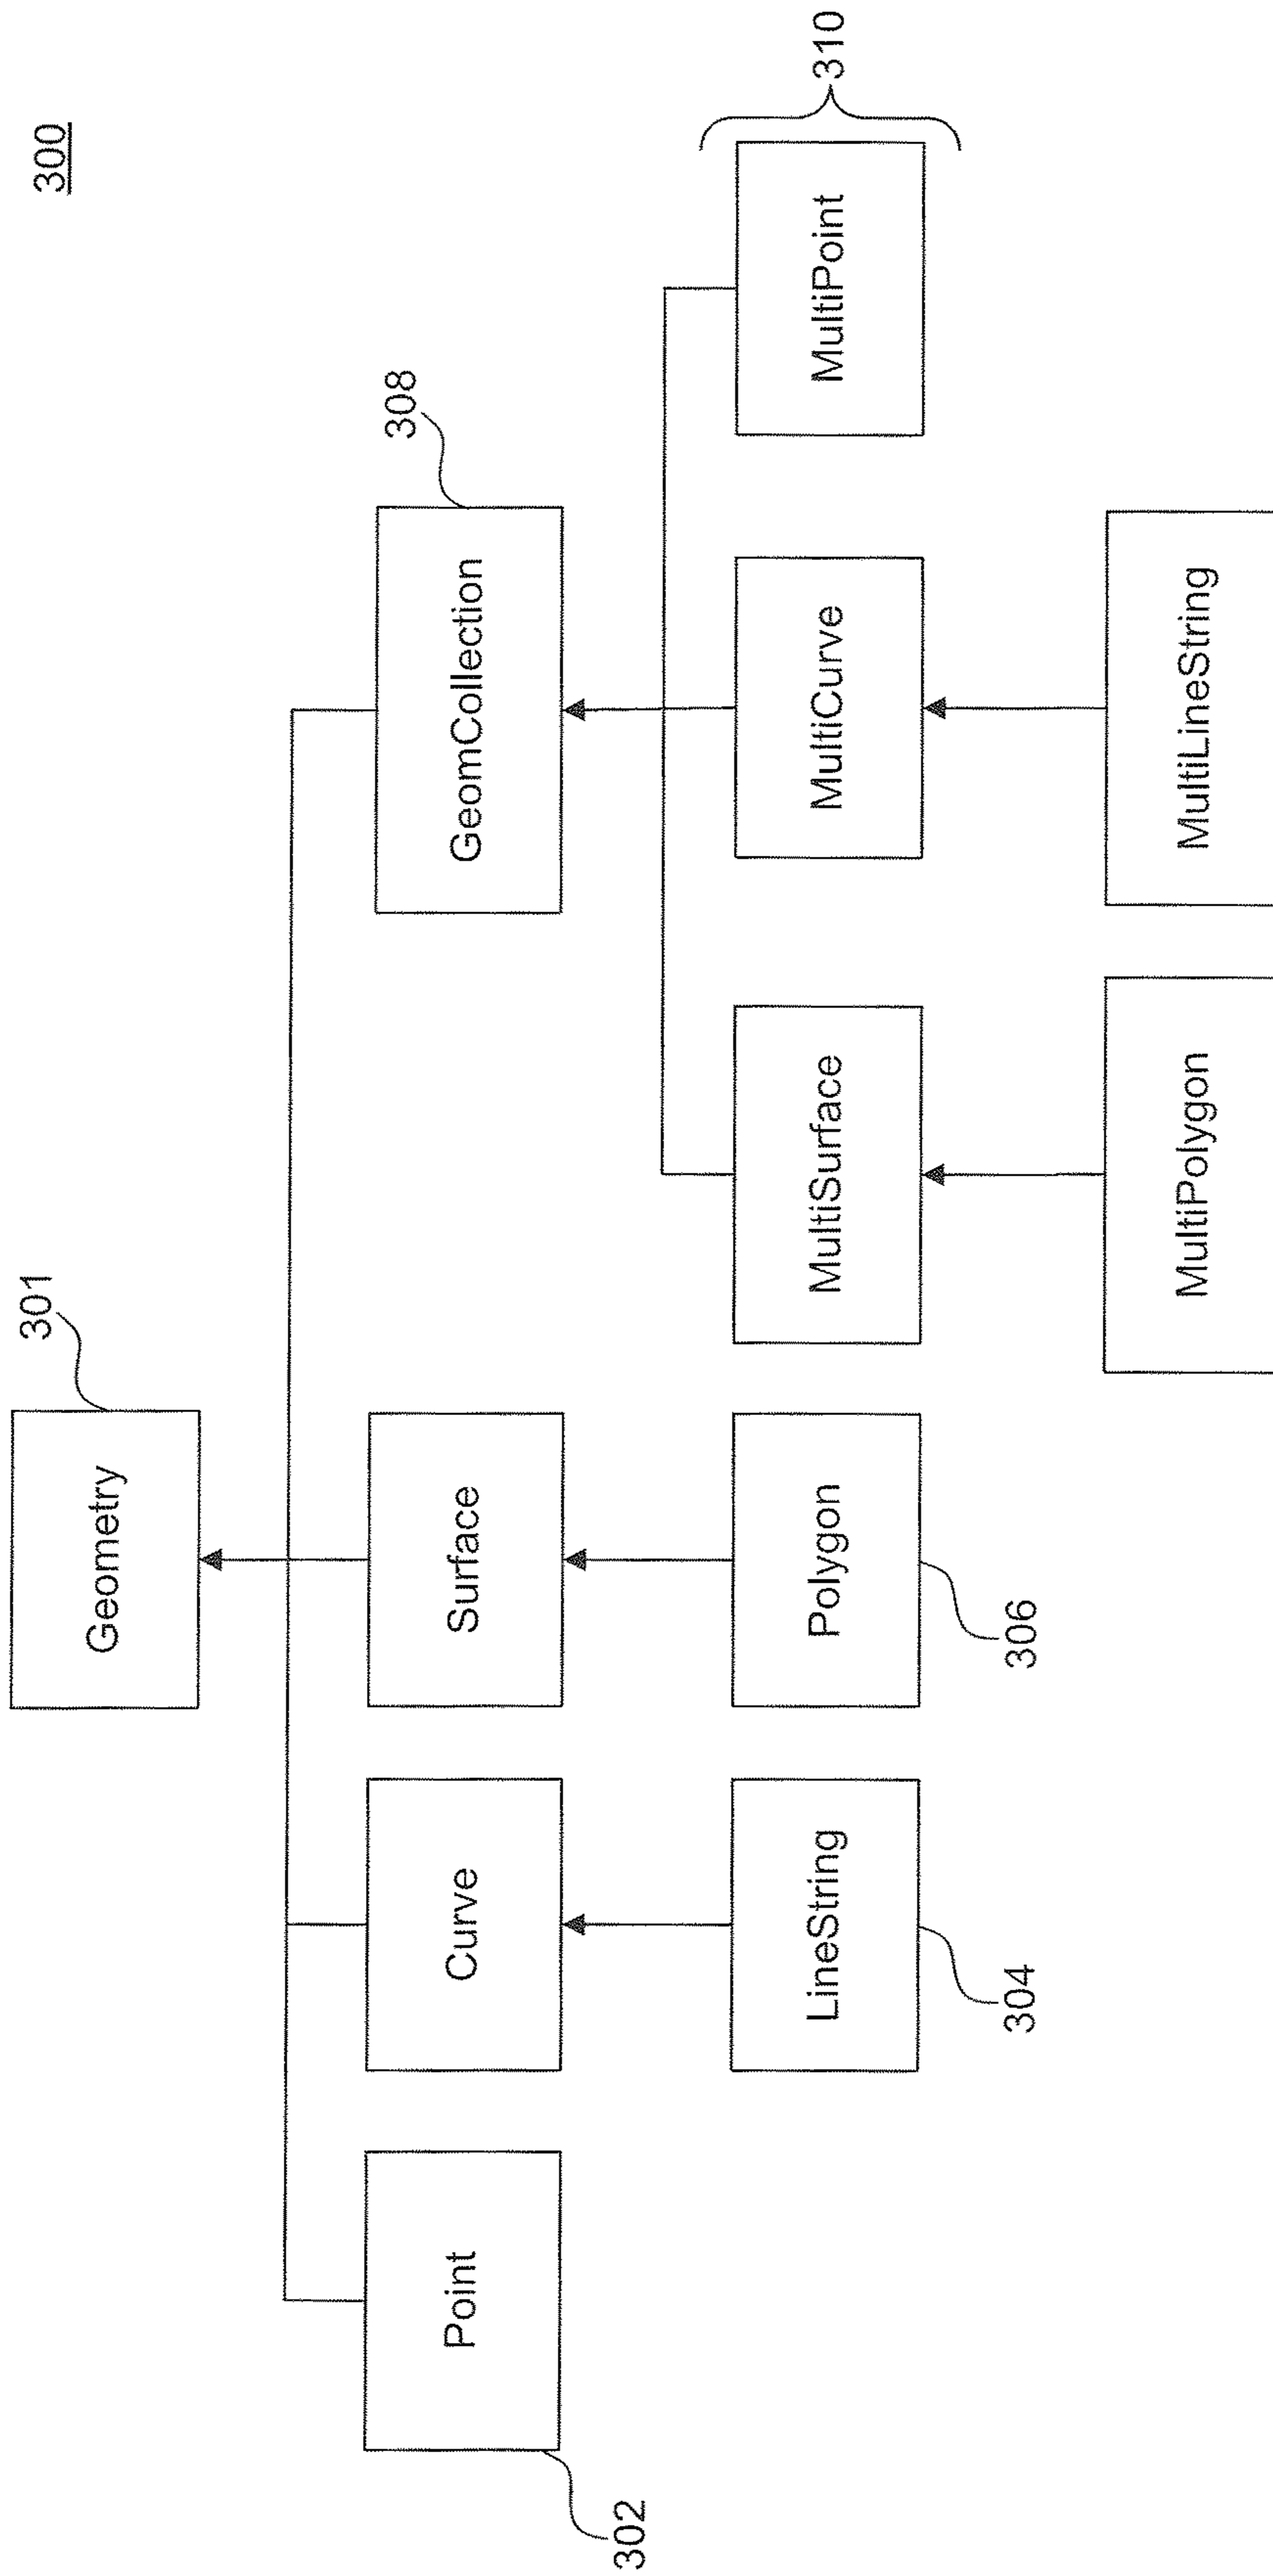 300
Geometry
301
Point
302
Curve
Surface
GeomCollection
308
LineString
304
Polygon
306
MultiSurface
MultiCurve
MultiPoint
310
MultiPolygon
MultiLineString